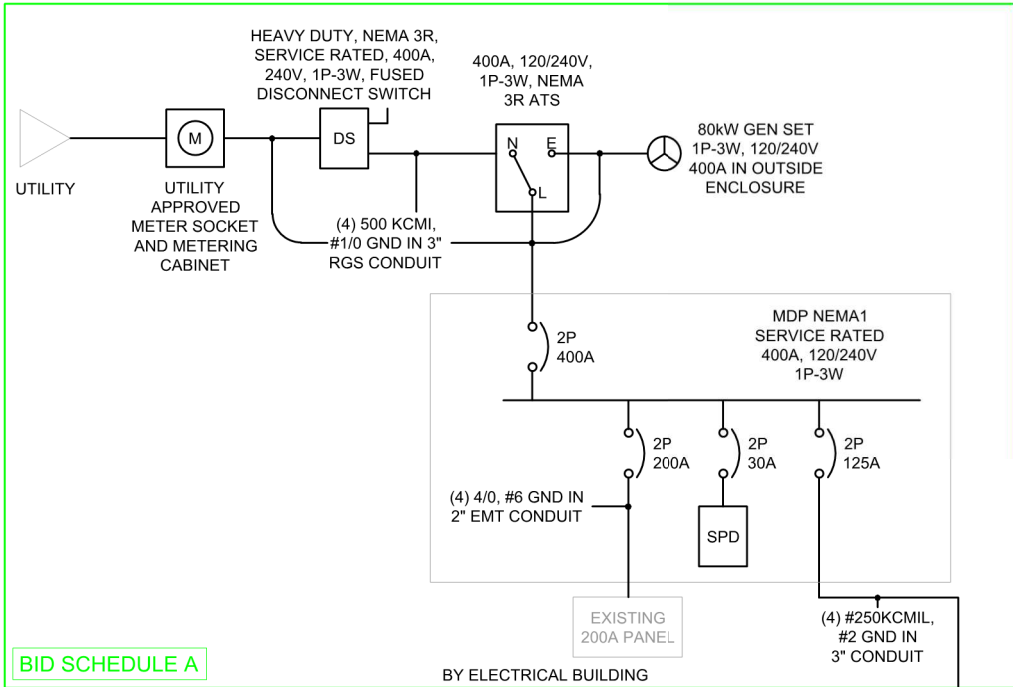 HEAVY DUTY, NEMA 3R,
SERVICE RATED, 400A,
240V, 1P-3W, FUSED
DISCONNECT SWITCH
400A, 120/240V,
1P-3W, NEMA
3R ATS
M
DS
N
E
L
80kW GEN SET
1P-3W, 120/240V
400A IN OUTSIDE
ENCLOSURE
UTILITY
UTILITY
APPROVED
METER SOCKET
AND METERING
CABINET
(4) 500 KCMI,
#1/0 GND IN 3"
RGS CONDUIT
MDP NEMA1
SERVICE RATED
400A, 120/240V
1P-3W
2P
400A
2P
200A
2P
30A
2P
125A
(4) 4/0, #6 GND IN
2" EMT CONDUIT
SPD
EXISTING
200A PANEL
(4) #250KCMIL,
#2 GND IN
3" CONDUIT
BID SCHEDULE A
BY ELECTRICAL BUILDING